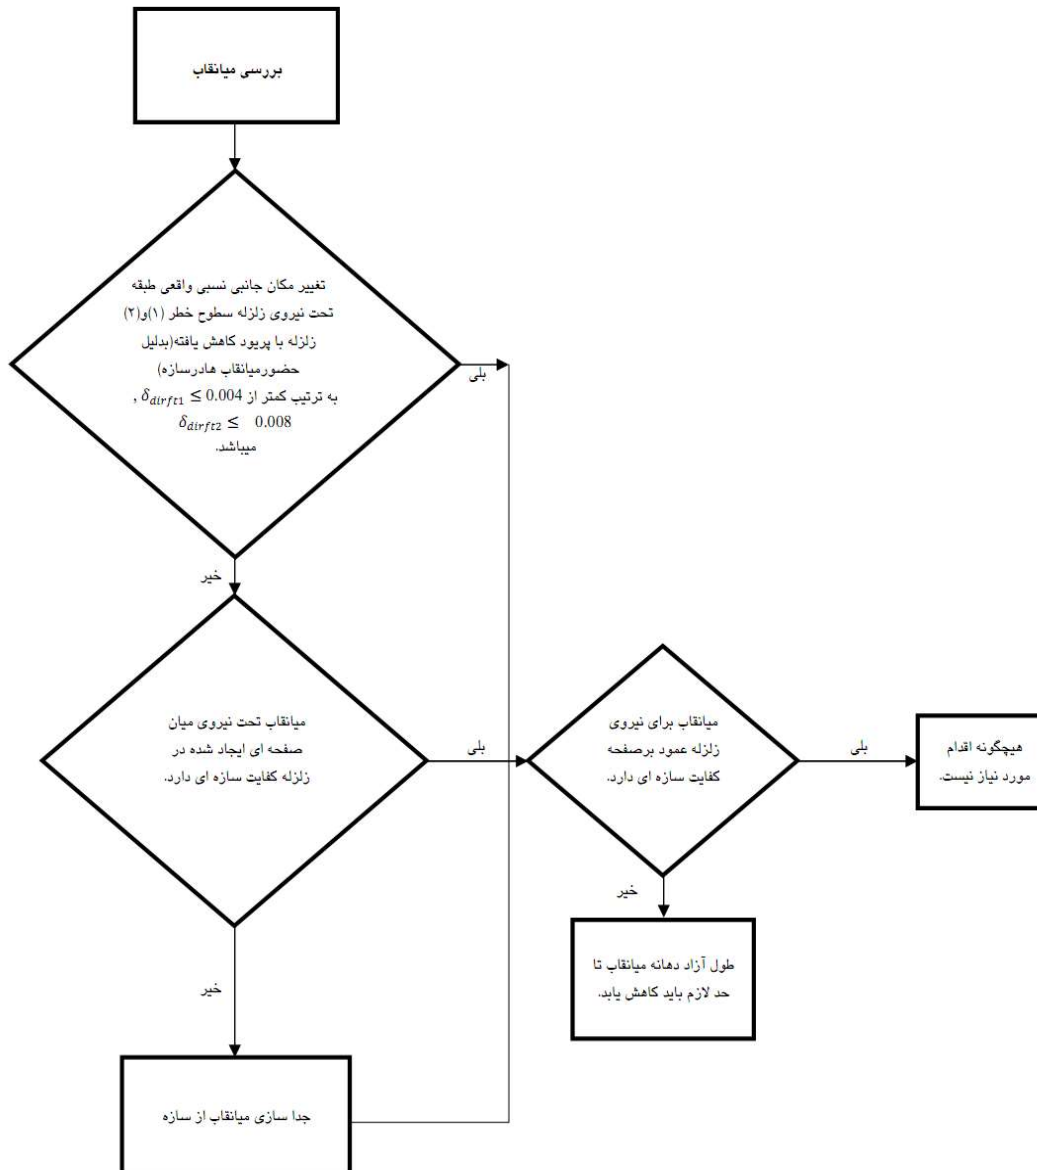 بررسی میانقاب
تغییر مکان جانبی نسبی واقعی طبقه
تحت نیروی زلزله سطوح خطر (۱)و(۲)
زلزله با پریود کاهش یافته(بدلیل
حضورمیانقاب هادرسازه)
به ترتیب کمتر از δ_dirft1 ≤ 0.004 ,
δ_dirft2 ≤ 0.008
میباشد.
بلی
خیر
میانقاب تحت نیروی میان
صفحه ای ایجاد شده در
زلزله کفایت سازه ای دارد.
بلی
میانقاب برای نیروی
زلزله عمود برصفحه
کفایت سازه ای دارد.
بلی
هیچگونه اقدام
مورد نیاز نیست.
خیر
طول آزاد دهانه میانقاب تا
حد لازم باید کاهش یابد.
خیر
جدا سازی میانقاب از سازه